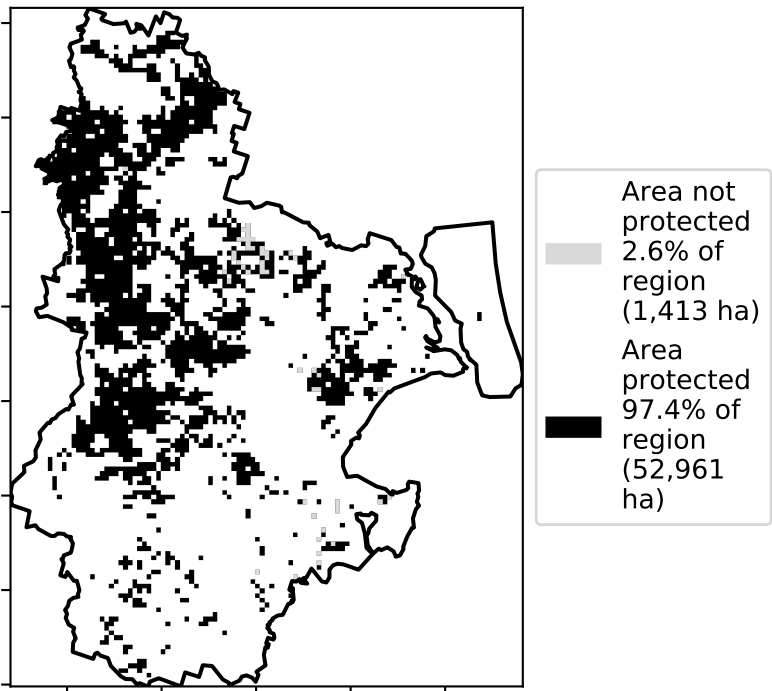 Area not
protected
2.6% of
region
(1,413 ha)
Area
protected
97.4% of
region
(52,961
ha)